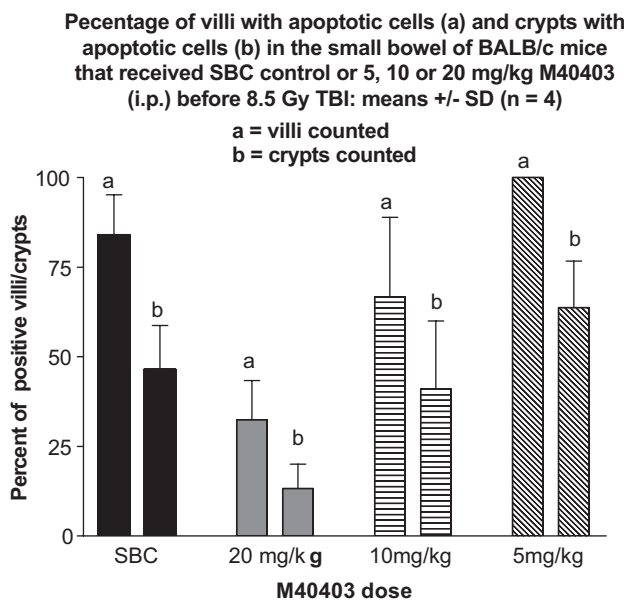 Pecentage of villi with apoptotic cells (a) and crypts with
apoptotic cells (b) in the small bowel of BALB/c mice
that received SBC control or 5, 10 or 20 mg/kg M40403
(i.p.) before 8.5 Gy TBI: means +/- SD (n = 4)
a = villi counted
b = crypts counted
Percent of positive villi/crypts
100
75
50
25
0
a
b
a
b
a
b
a
b
SBC
20 mg/k g
10mg/kg
5mg/kg
M40403 dose